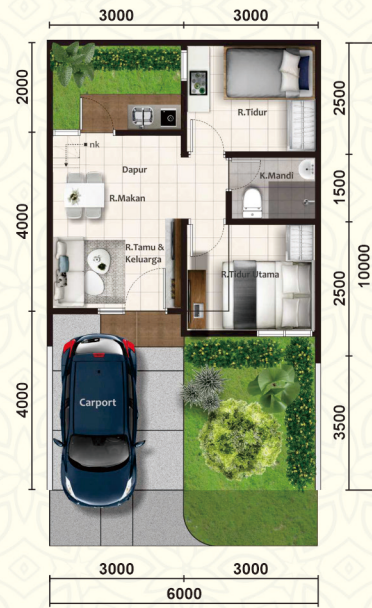 3000 3000
2000
2500
R.Tidur
nk
Dapur
K.Mandi
1500
R.Makan
4000
R.Tamu &
Keluarga
R.Tidur Utama
2500
10000
4000
Carport
3500
3000 3000
6000